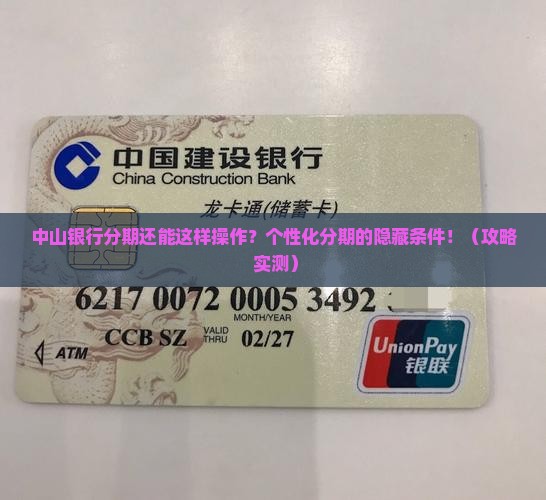 中国建设银行
China Construction Bank
龙卡通(储蓄卡)
中山银行分期还能这样操作？个性化分期的隐藏条件！（攻略
实测）
6217 0072 0005 3492
MONTH/YEAR
CCB SZ VALID THRU 02/27
ATM
UnionPay
银联